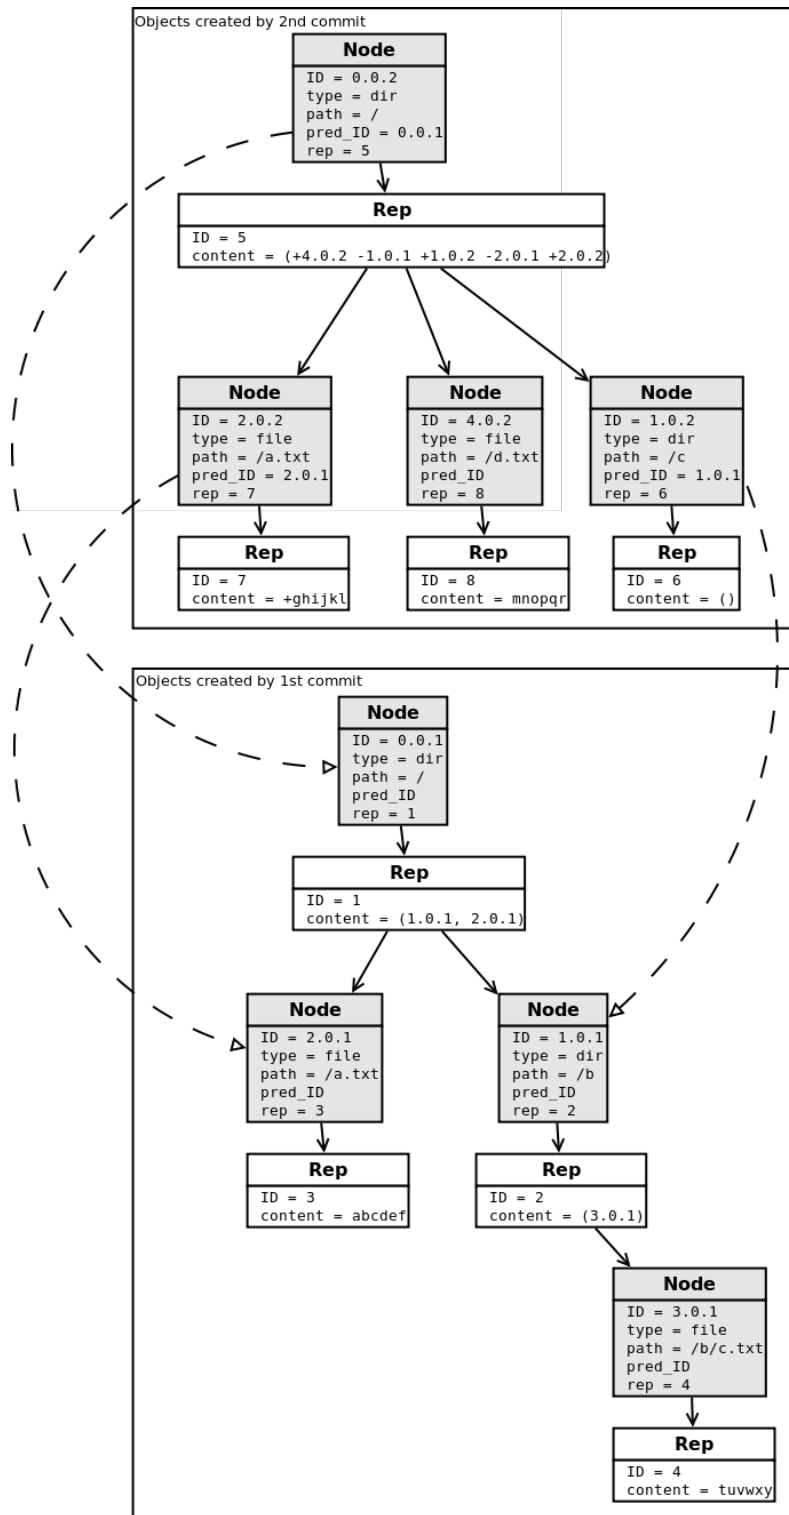 Objects created by 2nd commit
Node
ID = 0.0.2
type = dir
path = /
pred_ID = 0.0.1
rep = 5
Rep
ID = 5
content = (+4.0.2 -1.0.1 +1.0.2 -2.0.1 +2.0.2)
Node
ID = 2.0.2
type = file
path = /a.txt
pred_ID = 2.0.1
rep = 7
Node
ID = 4.0.2
type = file
path = /d.txt
pred_ID
rep = 8
Node
ID = 1.0.2
type = dir
path = /c
pred_ID = 1.0.1
rep = 6
Rep
ID = 7
content = +ghijkl
Rep
ID = 8
content = mnopqr
Rep
ID = 6
content = ()
Objects created by 1st commit
Node
ID = 0.0.1
type = dir
path = /
pred_ID
rep = 1
Rep
ID = 1
content = (1.0.1, 2.0.1)
Node
ID = 2.0.1
type = file
path = /a.txt
pred_ID
rep = 3
Node
ID = 1.0.1
type = dir
path = /b
pred_ID
rep = 2
Rep
ID = 3
content = abcdef
Rep
ID = 2
content = (3.0.1)
Node
ID = 3.0.1
type = file
path = /b/c.txt
pred_ID
rep = 4
Rep
ID = 4
content = tuvwxy